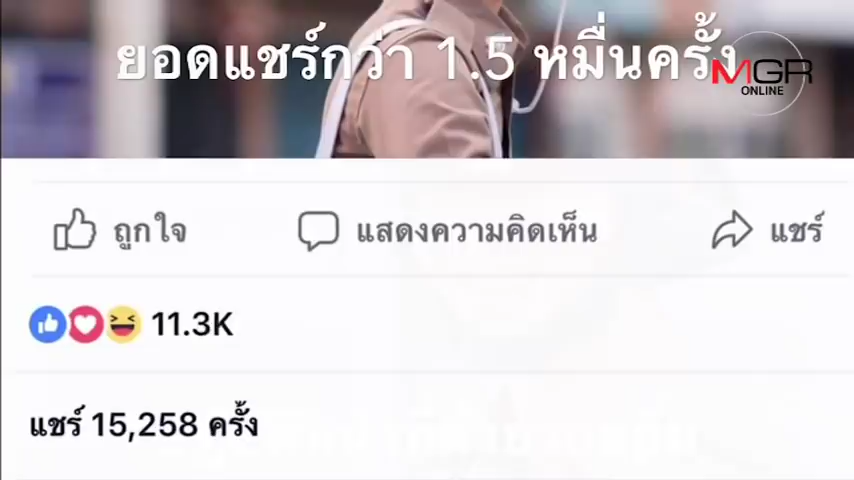 ยอดแชร์กว่า 1.5 หมื่นครั้ง
MGR
ONLINE
ถูกใจ แสดงความคิดเห็น แชร์
11.3K
แชร์ 15,258 ครั้ง